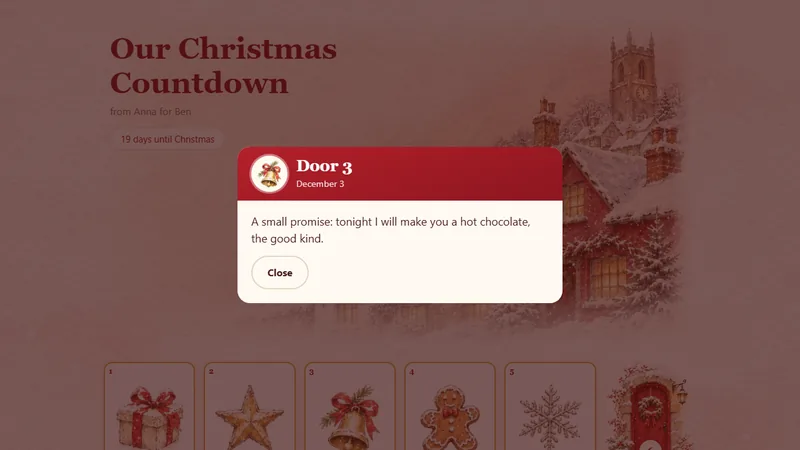 Our Christmas
Countdown
from Anna for Ben
19 days until Christmas
Door 3
December 3
A small promise: tonight I will make you a hot chocolate,
the good kind.
Close
1
2
3
4
5